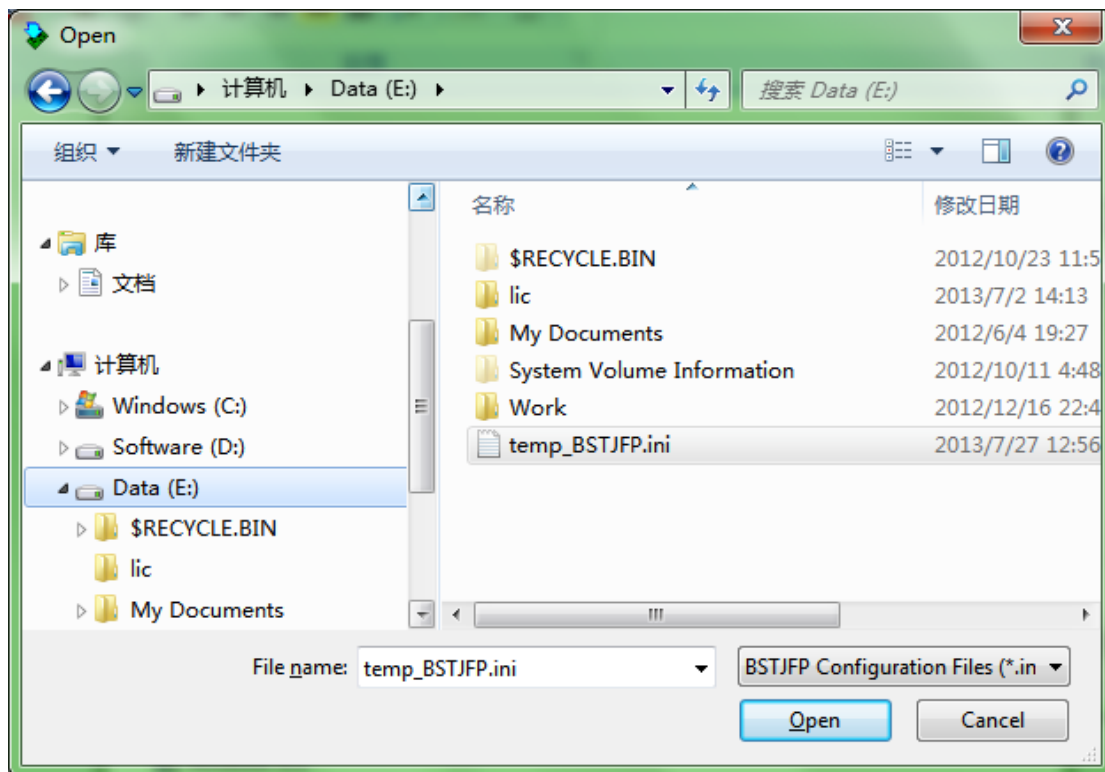 Open
计算机 Data (E:)
搜索 Data (E:)
组织 新建文件夹
名称 修改日期
库
文档
计算机
Windows (C:)
Software (D:)
Data (E:)
$RECYCLE.BIN
lic
My Documents
$RECYCLE.BIN 2012/10/23 11:5
lic 2013/7/2 14:13
My Documents 2012/6/4 19:27
System Volume Information 2012/10/11 4:48
Work 2012/12/16 22:4
temp_BSTJFP.ini 2013/7/27 12:56
File name: temp_BSTJFP.ini BSTJFP Configuration Files (*.in
Open Cancel